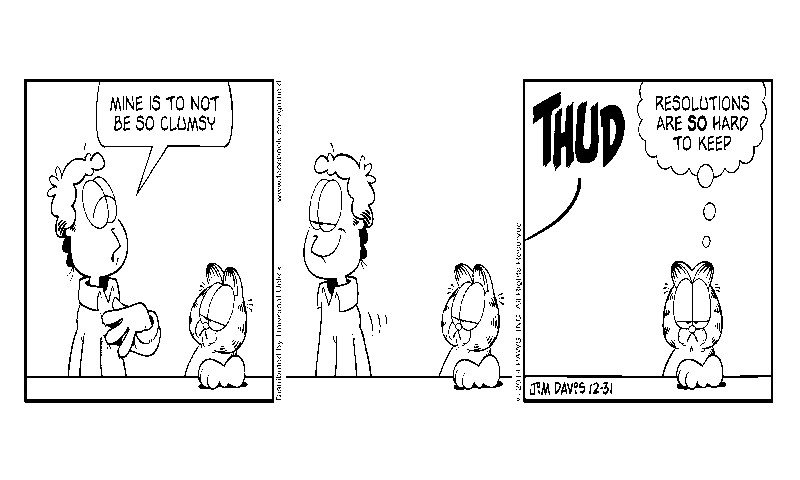 MINE IS TO NOT
BE SO CLUMSY
THUD
RESOLUTIONS
ARE SO HARD
TO KEEP
JIM DAVIS 12-31